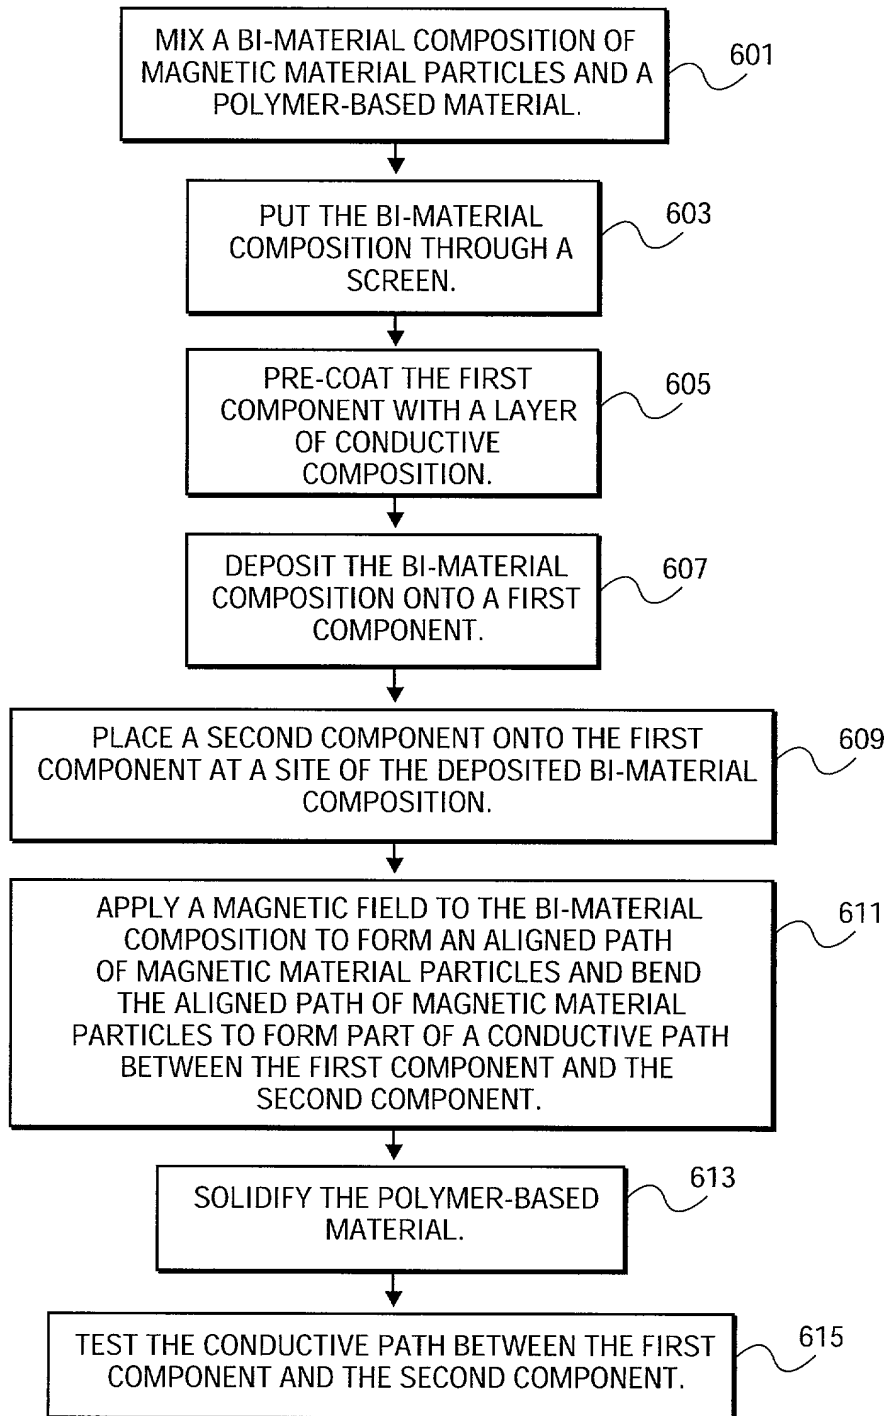 MIX A BI-MATERIAL COMPOSITION OF
MAGNETIC MATERIAL PARTICLES AND A
POLYMER-BASED MATERIAL.
601
PUT THE BI-MATERIAL
COMPOSITION THROUGH A
SCREEN.
603
PRE-COAT THE FIRST
COMPONENT WITH A LAYER
OF CONDUCTIVE
COMPOSITION.
605
DEPOSIT THE BI-MATERIAL
COMPOSITION ONTO A FIRST
COMPONENT.
607
PLACE A SECOND COMPONENT ONTO THE FIRST
COMPONENT AT A SITE OF THE DEPOSITED BI-MATERIAL
COMPOSITION.
609
APPLY A MAGNETIC FIELD TO THE BI-MATERIAL
COMPOSITION TO FORM AN ALIGNED PATH
OF MAGNETIC MATERIAL PARTICLES AND BEND
THE ALIGNED PATH OF MAGNETIC MATERIAL
PARTICLES TO FORM PART OF A CONDUCTIVE PATH
BETWEEN THE FIRST COMPONENT AND THE
SECOND COMPONENT.
611
SOLIDIFY THE POLYMER-BASED
MATERIAL.
613
TEST THE CONDUCTIVE PATH BETWEEN THE FIRST
COMPONENT AND THE SECOND COMPONENT.
615